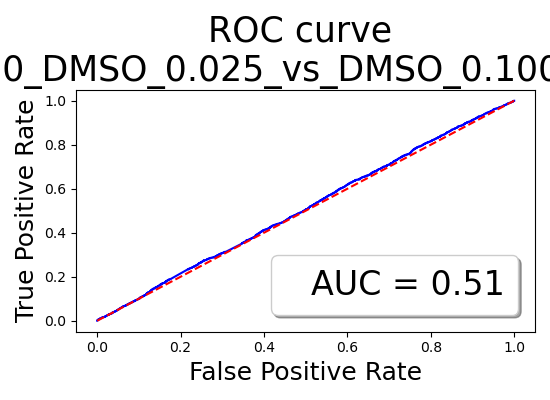 ROC curve
0_DMSO_0.025_vs_DMSO_0.100
True Positive Rate
1.0
0.8
0.6
0.4
0.2
0.0
AUC = 0.51
0.0 0.2 0.4 0.6 0.8 1.0
False Positive Rate